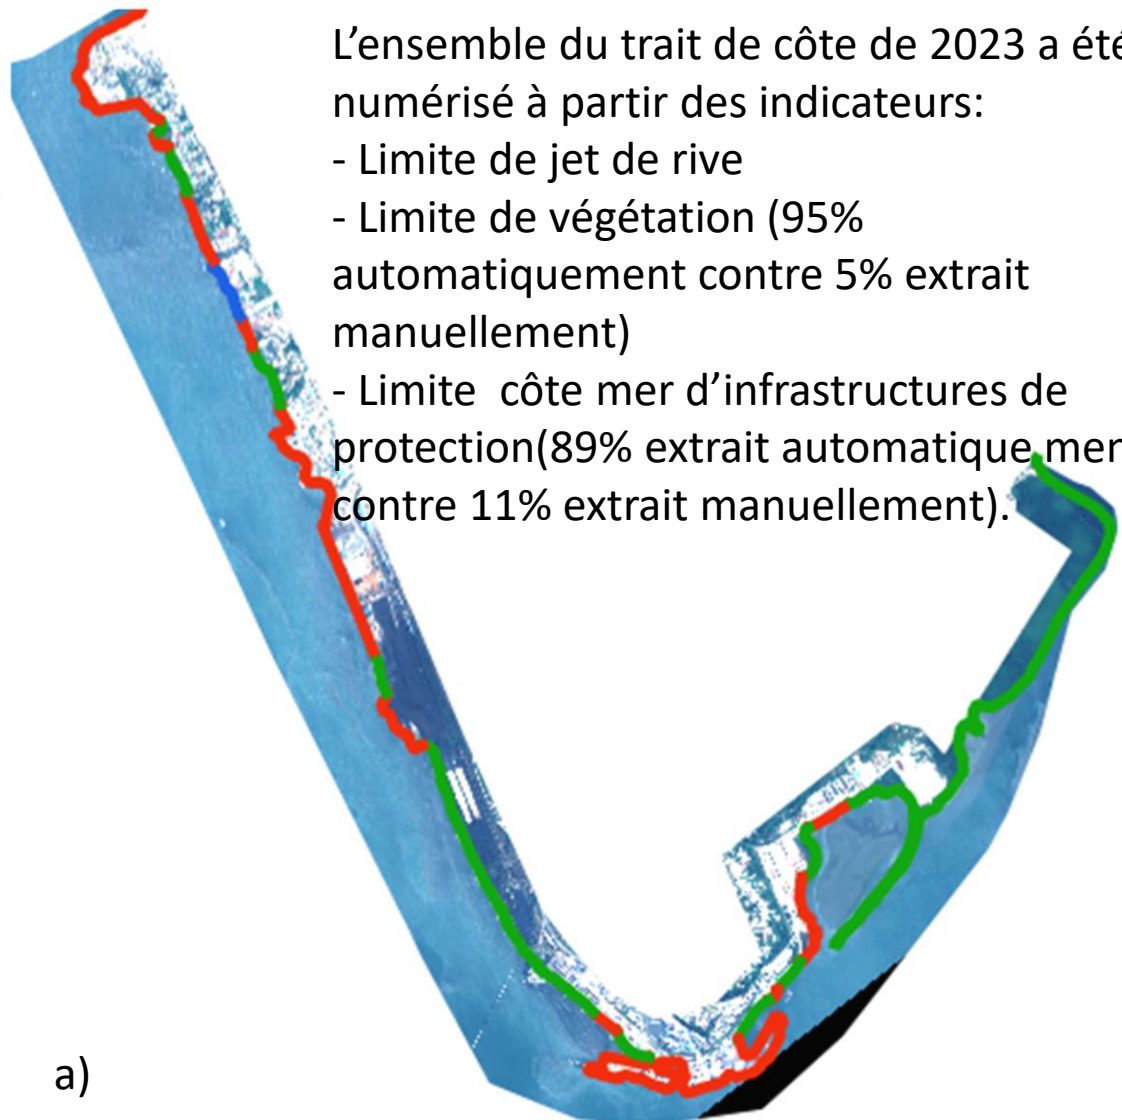 L’ensemble du trait de côte de 2023 a été
numérisé à partir des indicateurs:
- Limite de jet de rive
- Limite de végétation (95%
automatiquement contre 5% extrait
manuellement)
- Limite  côte mer d’infrastructures de
protection(89% extrait automatique men
contre 11% extrait manuellement).
a)